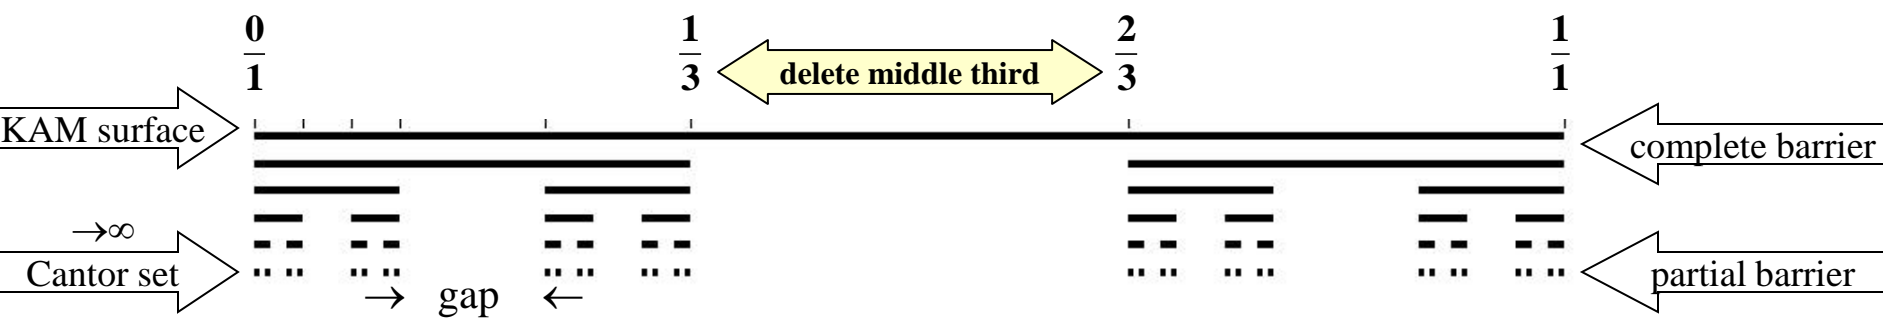 0/1
1/3
delete middle third
2/3
1/1
KAM surface
complete barrier
→∞
Cantor set
partial barrier
→ gap ←